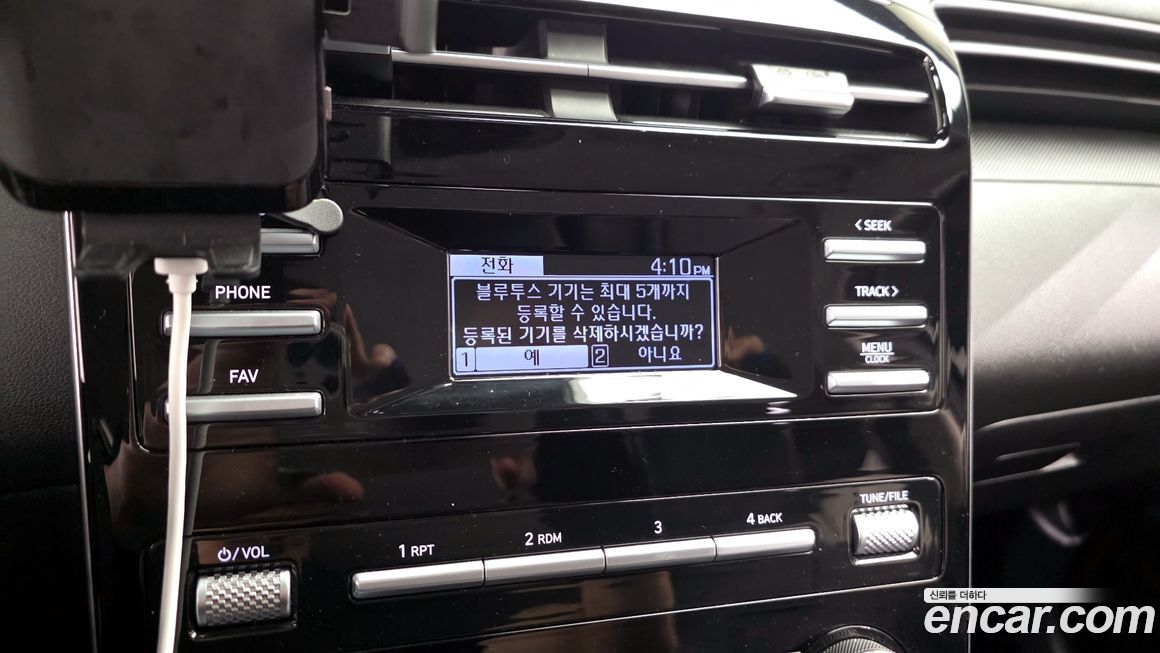 < SEEK
PHONE
TRACK >
FAV
MENU
CLOCK
전화 4:10 PM
블루투스 기기는 최대 5개까지
등록할 수 있습니다.
등록된 기기를 삭제하시겠습니까?
1 예 2 아니요
⏻/VOL
1 RPT
2 RDM
3
4 BACK
TUNE/FILE
신뢰를 더하다
encar.com